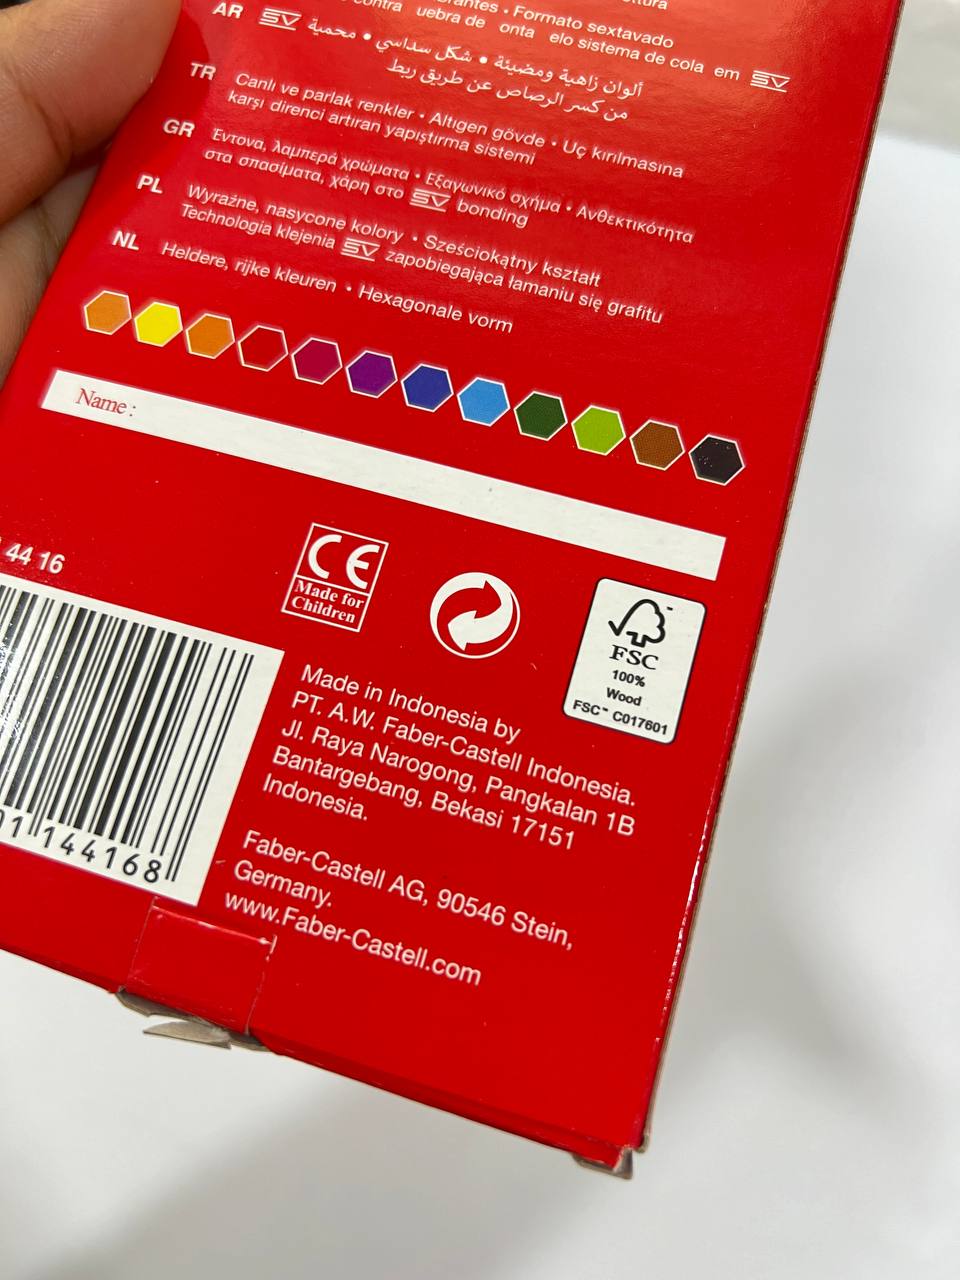 Formato sextavado
contra uebra de onta elo sistema de cola em SV
AR
ألوان زاهية ومضيئة • شكل سداسي • محمية SV
من كسر الرصاص عن طريق ربط
TR
Canlı ve parlak renkler • Altıgen gövde • Uç kırılmasına
karşı direnci artıran yapıştırma sistemi
GR
Έντονα, λαμπερά χρώματα • Εξαγωνικό σχήμα • Ανθεκτικότητα
στα σπασίματα, χάρη στο SV bonding
PL
Wyraźne, nasycone kolory • Sześciokątny kształt
Technologia klejenia SV zapobiegająca łamaniu się grafitu
NL
Heldere, rijke kleuren • Hexagonale vorm
Name :
44 16
CE
Made for
Children
FSC
100%
Wood
FSC™ C017601
144168
Made in Indonesia by
PT. A.W. Faber-Castell Indonesia.
Jl. Raya Narogong, Pangkalan 1B
Bantargebang, Bekasi 17151
Indonesia.
Faber-Castell AG, 90546 Stein,
Germany.
www.Faber-Castell.com